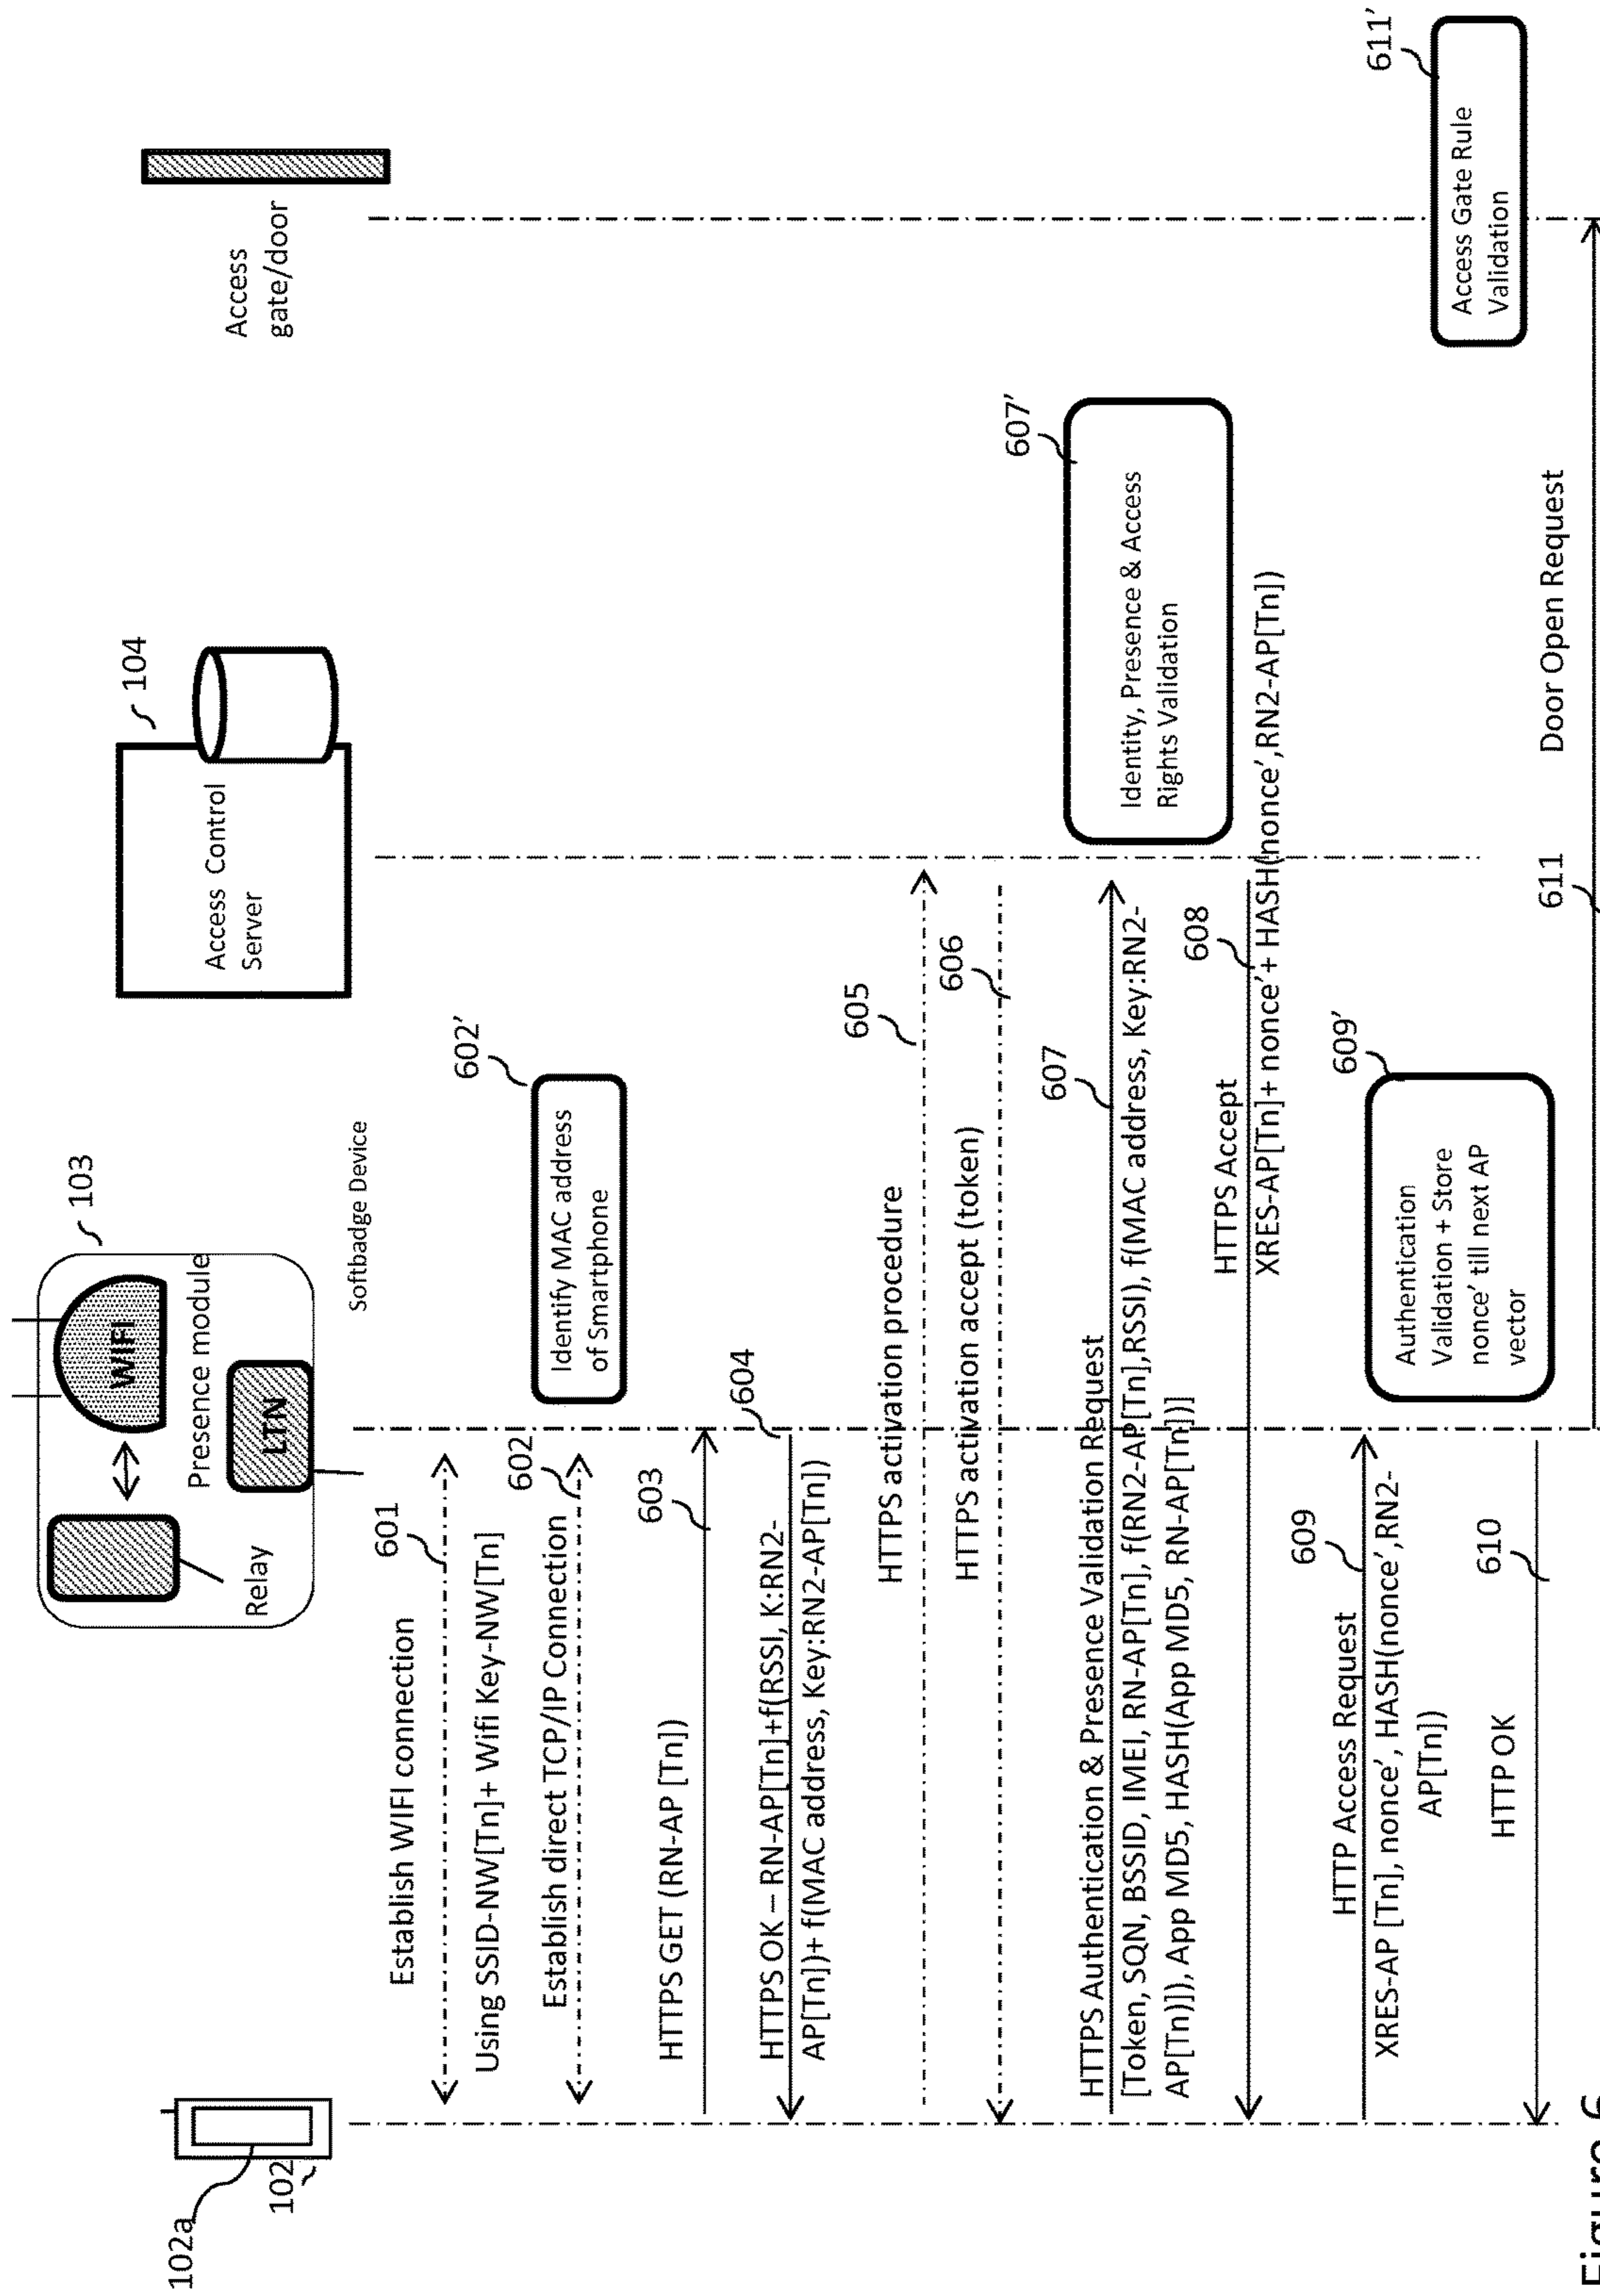 102a
102
Relay
WIFI
Presence module
LTN
103
Softbadge Device
Access Control
Server
104
Access
gate/door
Establish WIFI connection
601
Using SSID-NW[Tn]+ Wifi Key-NW[Tn]
Establish direct TCP/IP Connection
602
602’
Identify MAC address
of Smartphone
HTTPS GET (RN-AP [Tn])
603
HTTPS OK – RN-AP[Tn]+f(RSSI, K:RN2-
AP[Tn])+ f(MAC address, Key:RN2-AP[Tn])
604
HTTPS activation procedure
605
HTTPS activation accept (token)
606
HTTPS Authentication & Presence Validation Request
607
[Token, SQN, BSSID, IMEI, RN-AP[Tn], f(RN2-AP[Tn],RSSI), f(MAC address, Key:RN2-
AP[Tn)]), App MD5, HASH(App MD5, RN-AP[Tn])]
607’
Identity, Presence & Access
Rights Validation
HTTPS Accept
608
XRES-AP[Tn]+ nonce’+ HASH(nonce’,RN2-AP[Tn])
HTTP Access Request
609
XRES-AP [Tn], nonce’, HASH(nonce’,RN2-
AP[Tn])
609’
Authentication
Validation + Store
nonce’ till next AP
vector
HTTP OK
610
611
Door Open Request
611’
Access Gate Rule
Validation
Figure 6